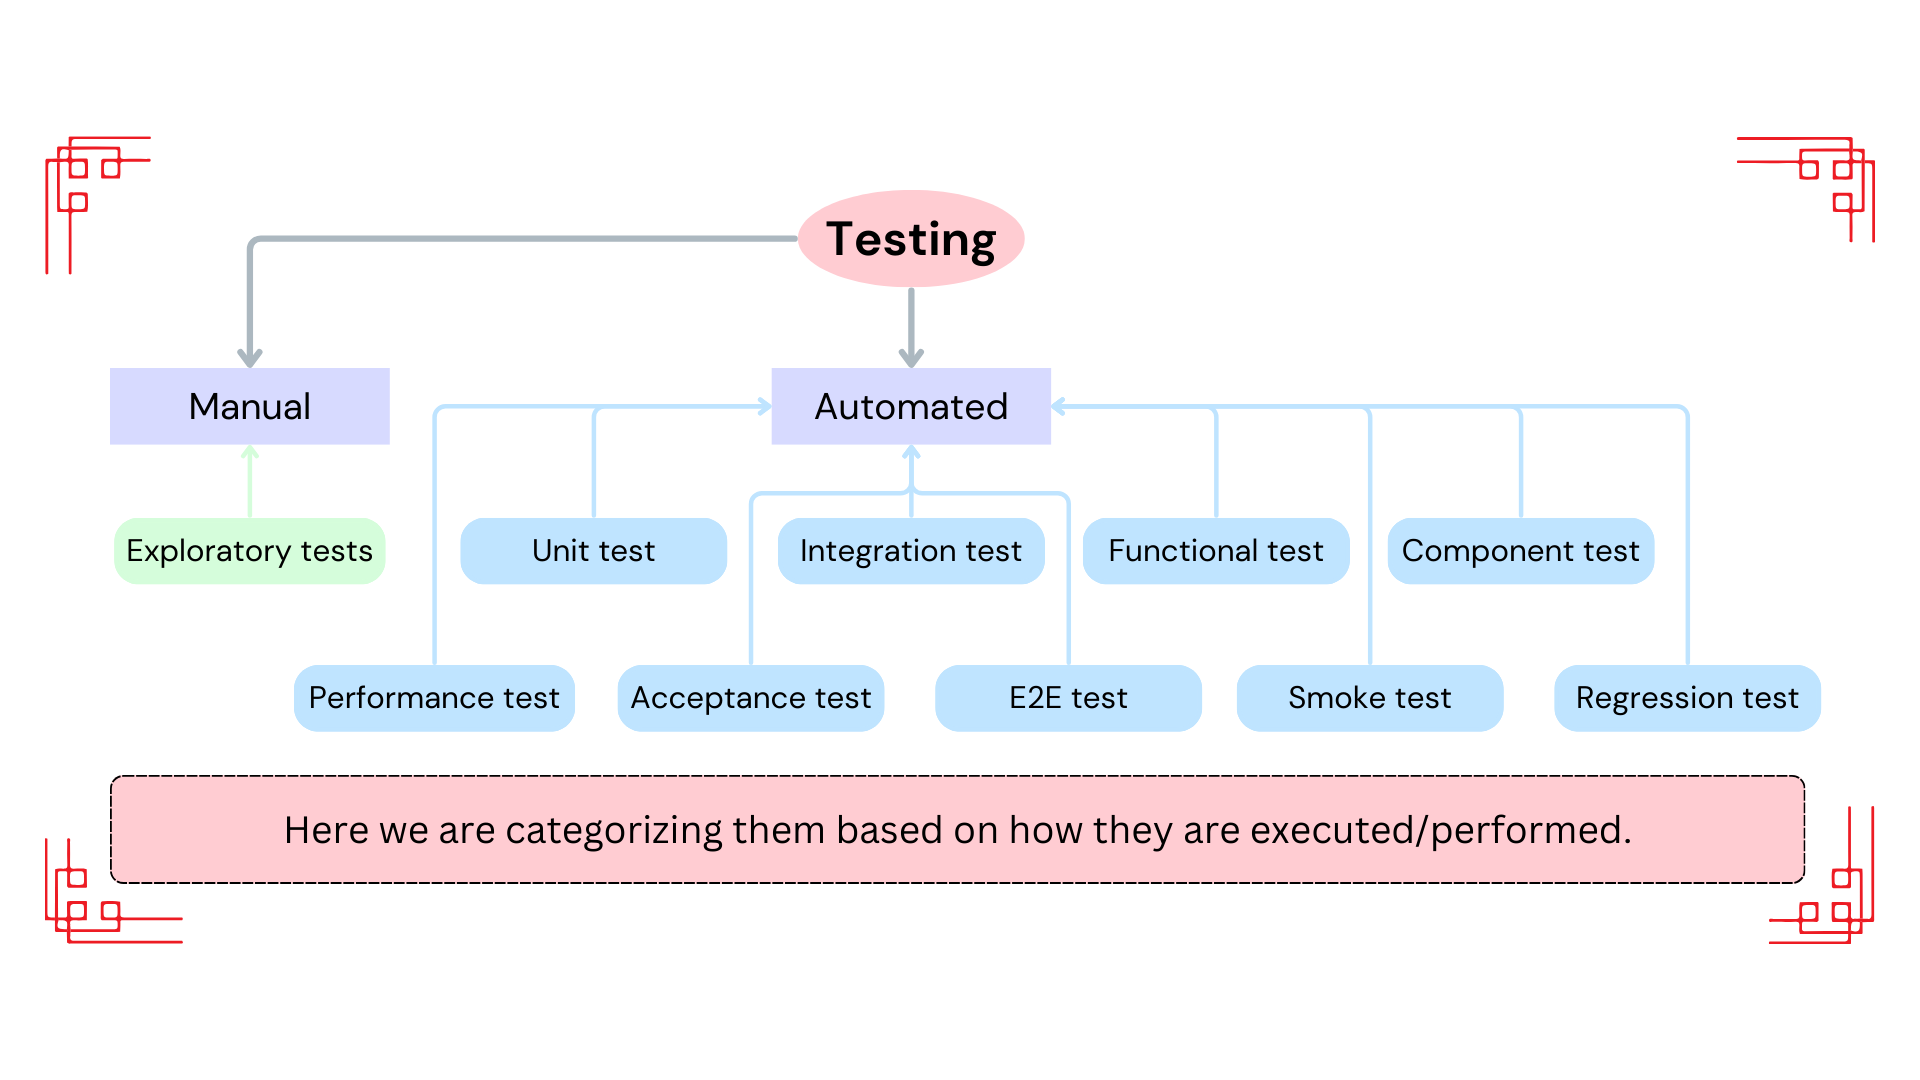 Testing
Manual
Automated
Exploratory tests
Unit test
Integration test
Functional test
Component test
Performance test
Acceptance test
E2E test
Smoke test
Regression test
Here we are categorizing them based on how they are executed/performed.